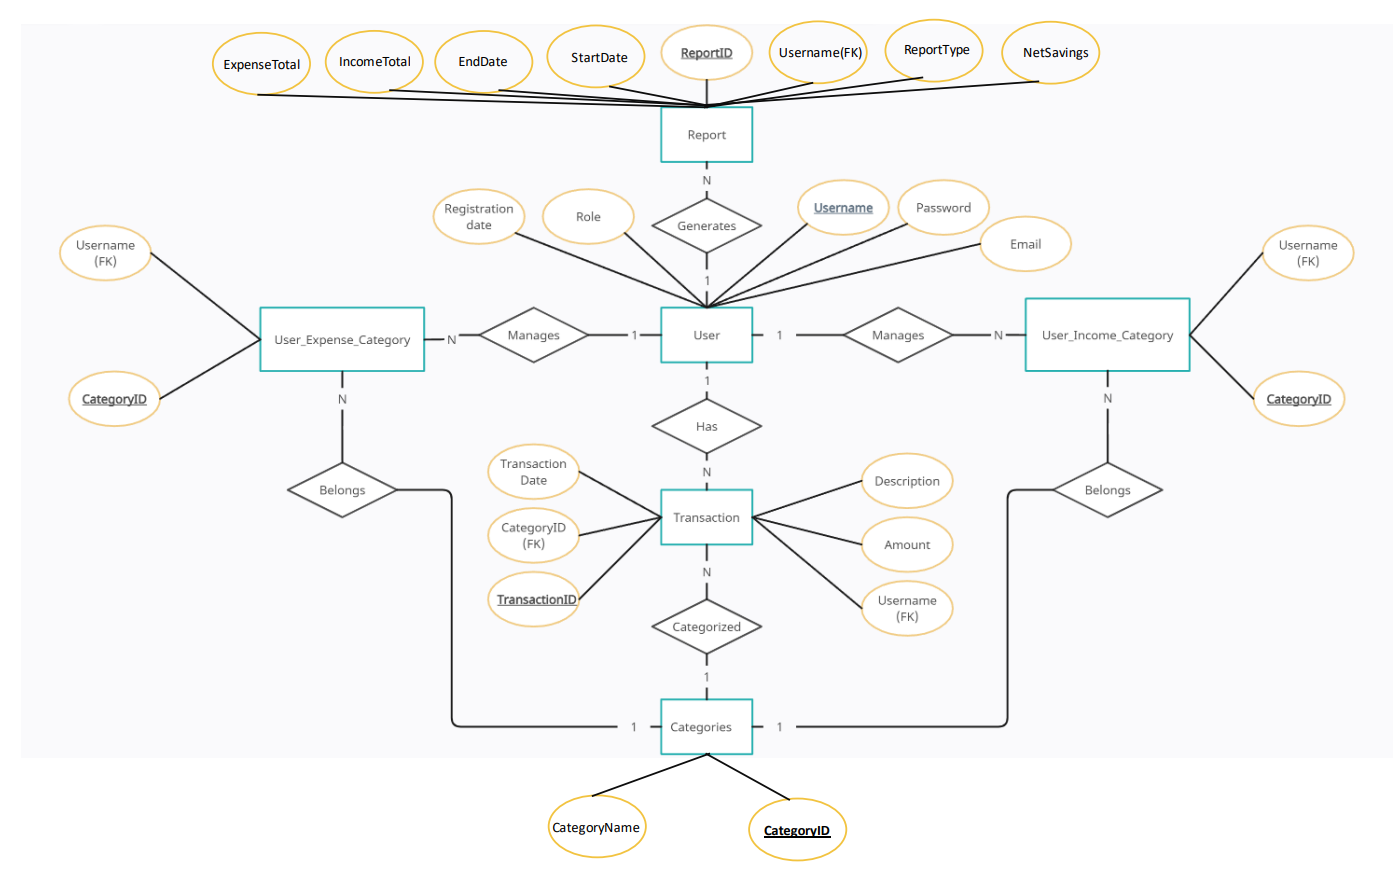 ExpenseTotal
IncomeTotal
EndDate
StartDate
ReportID
Username(FK)
ReportType
NetSavings
Report
N
Generates
1
Registration
date
Role
Username
Password
Email
Username
(FK)
CategoryID
User_Expense_Category
N
Manages
1
User
1
Manages
N
User_Income_Category
Username
(FK)
CategoryID
N
Belongs
1
Has
N
N
Belongs
Transaction
Date
CategoryID
(FK)
TransactionID
Transaction
Description
Amount
Username
(FK)
N
Categorized
1
1
Categories
1
CategoryName
CategoryID